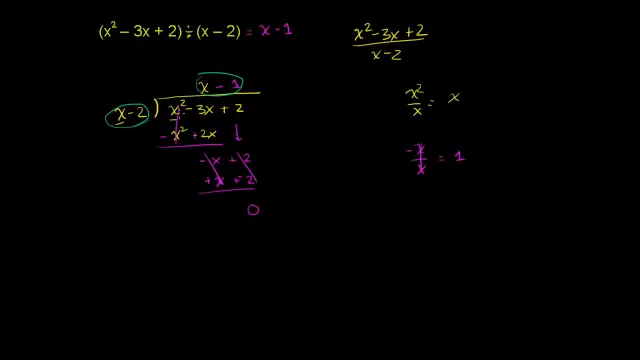 (x² − 3x + 2) ÷ (x − 2) = x − 1
x² − 3x + 2
x − 2
x − 1
x − 2 ) x² − 3x + 2
− x² + 2x ↓
− x + 2
+ x − 2
0
x²/x = x
−x/x = 1